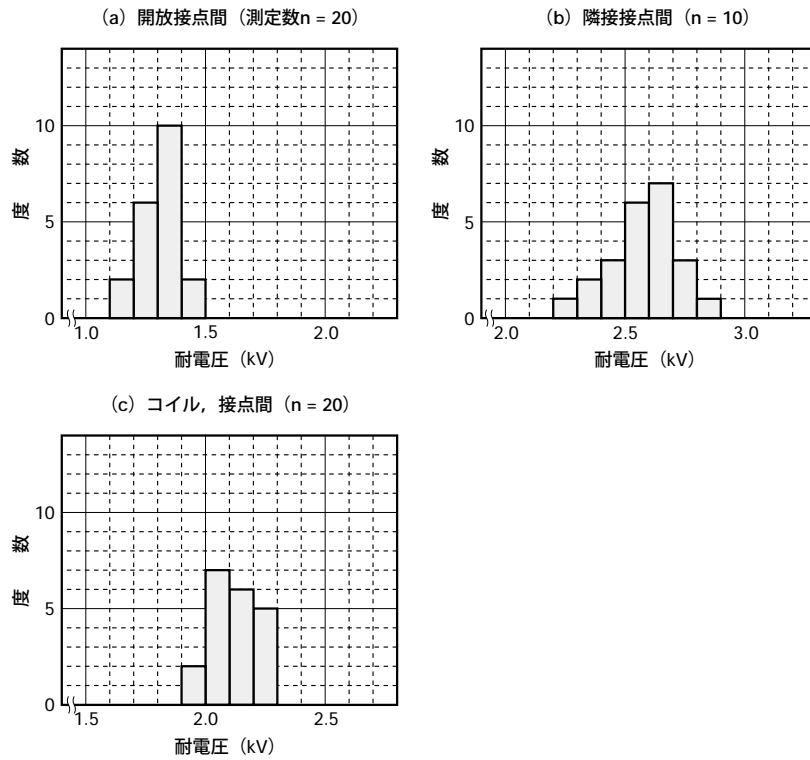 (a) 開放接点間（測定数n = 20）
10
5
0
度 数
1.0 1.5 2.0
耐電圧（kV）
(b) 隣接接点間（n = 10）
10
5
0
度 数
2.0 2.5 3.0
耐電圧（kV）
(c) コイル，接点間（n = 20）
10
5
0
度 数
1.5 2.0 2.5
耐電圧（kV）